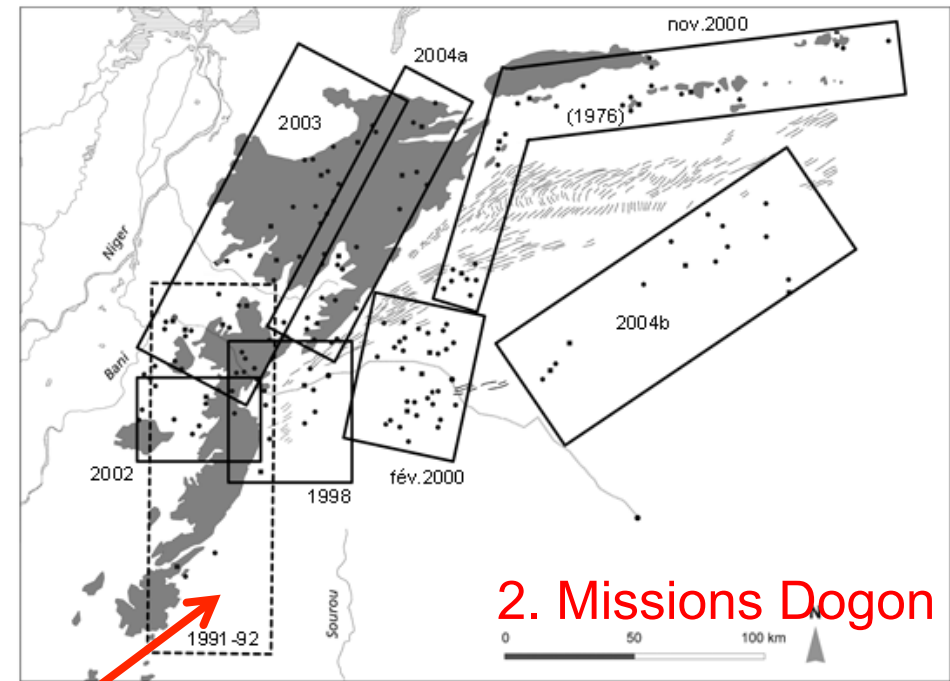 nov.2000
2004a
2003
(1976)
Niger
2004b
Bani
2002
1998
fév.2000
2. Missions Dogon
N
Sourou
1991-92
0 50 100 km